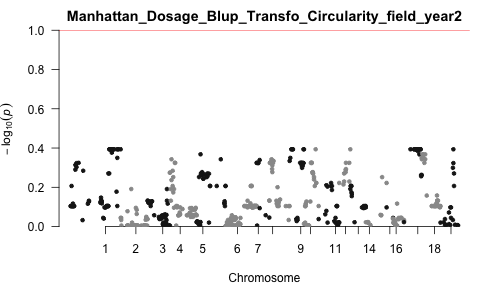 Manhattan_Dosage_Blup_Transfo_Circularity_field_year2
1.0
0.8
0.6
0.4
0.2
0.0
− log₁₀(p)
1 2 3 4 5 6 7 9 11 14 16 18
Chromosome